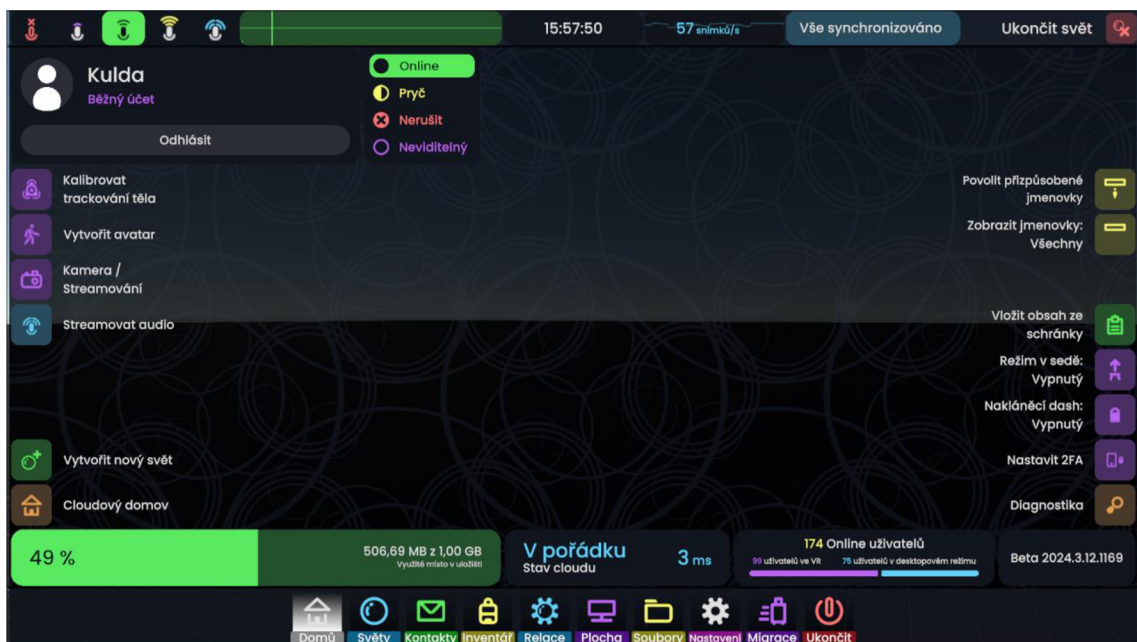 15:57:50
57 snímků/s
Vše synchronizováno
Ukončit svět
Kulda
Běžný účet
Odhlásit
Online
Pryč
Nerušit
Neviditelný
Kalibrovat
trackování těla
Vytvořit avatar
Kamera /
Streamování
Streamovat audio
Vytvořit nový svět
Cloudový domov
Povolit přizpůsobené
jmenovky
Zobrazit jmenovky:
Všechny
Vložit obsah ze
schránky
Režim v sedě:
Vypnutý
Nakláněcí dash:
Vypnutý
Nastavit 2FA
Diagnostika
49 %
506,69 MB z 1,00 GB
Využité místo v uložišti
V pořádku
Stav cloudu
3 ms
174 Online uživatelů
99 uživatelů ve VR
75 uživatelů v desktopovém režimu
Beta 2024.3.12.1169
Domů
Světy
Kontakty
Inventář
Relace
Plocha
Soubory
Nastavení
Migrace
Ukončit